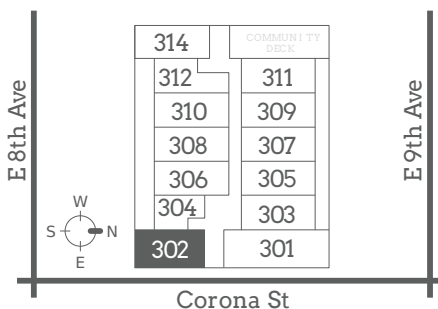 314
COMMUNITY
DECK
312
311
310
309
308
307
306
305
304
303
302
301
E 8th Ave
E 9th Ave
W
S
N
E
Corona St